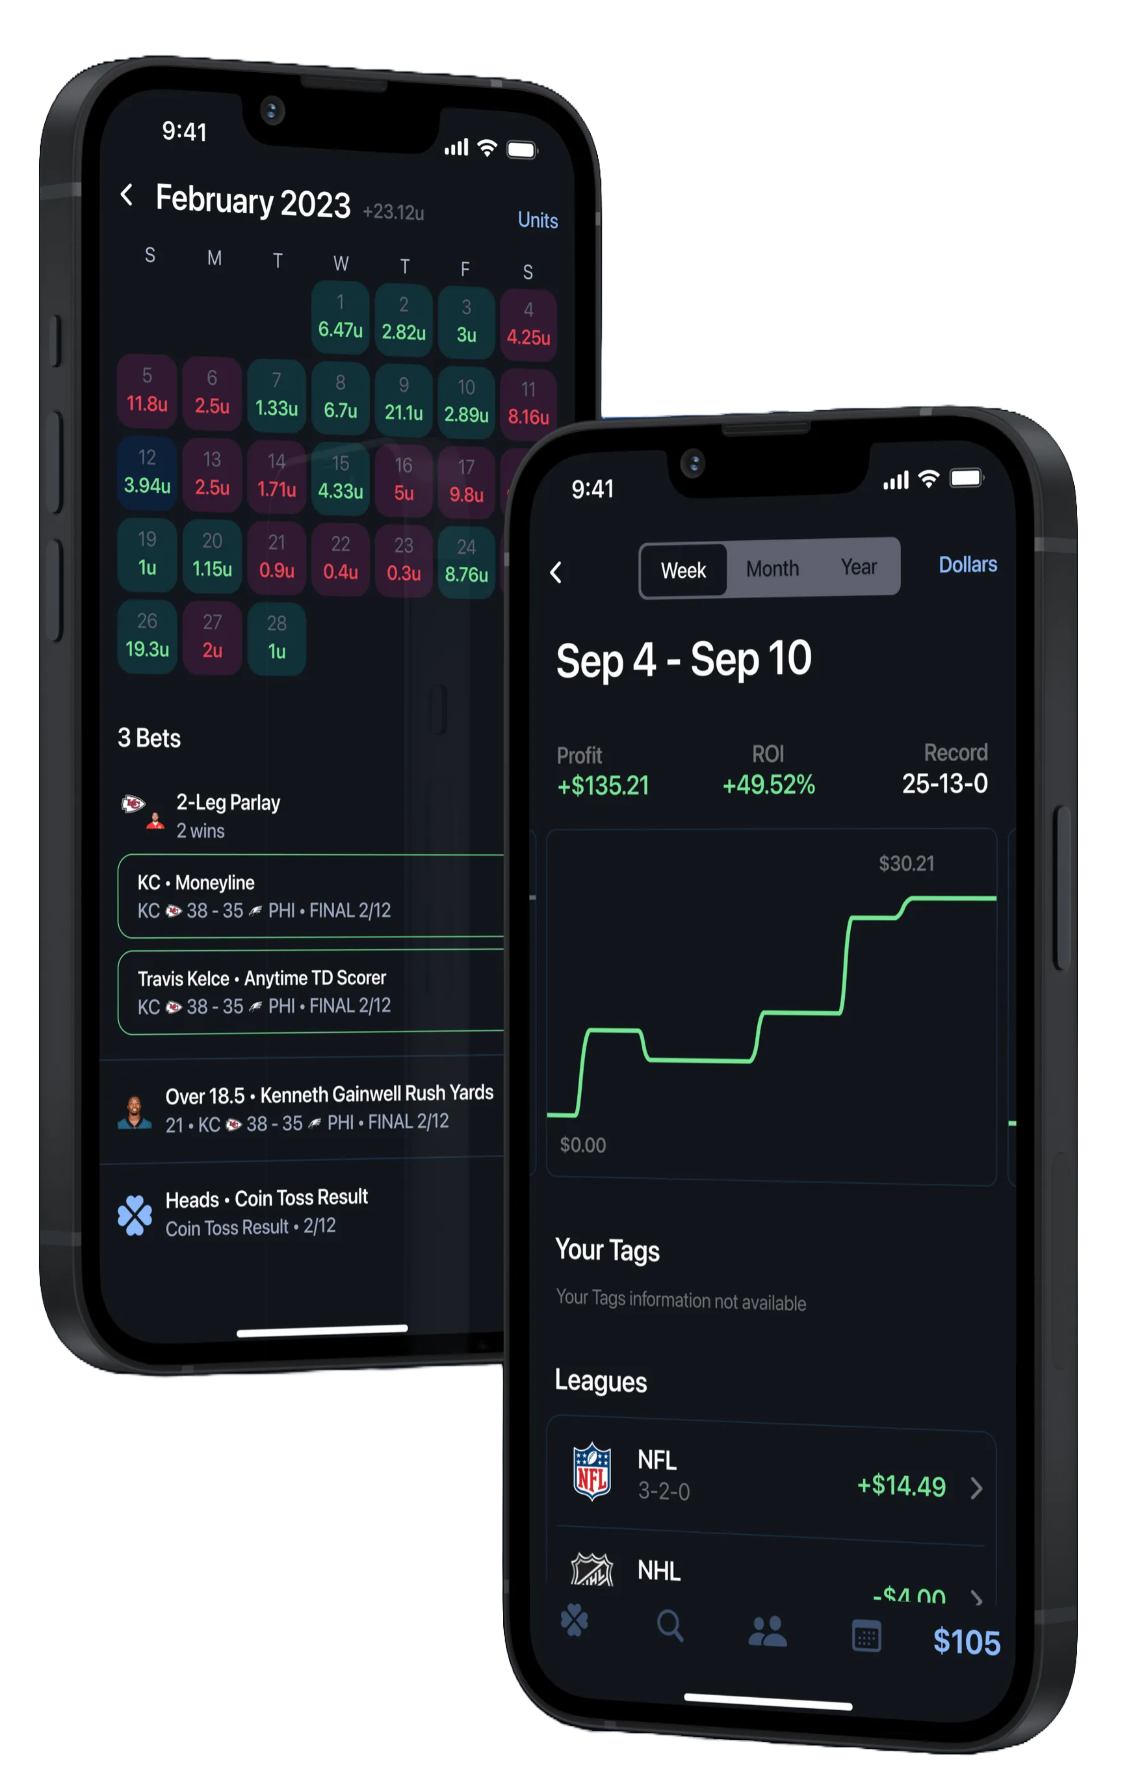 9:41
February 2023 +23.12u Units
S M T W T F S
1 2 3 4
6.47u 2.82u 3u 4.25u
5 6 7 8 9 10 11
11.8u 2.5u 1.33u 6.7u 21.1u 2.89u 8.16u
12 13 14 15 16 17
3.94u 2.5u 1.71u 4.33u 5u 9.8u
19 20 21 22 23 24
1u 1.15u 0.9u 0.4u 0.3u 8.76u
26 27 28
19.3u 2u 1u
3 Bets
2-Leg Parlay
2 wins
KC • Moneyline
KC 38 - 35 PHI • FINAL 2/12
Travis Kelce • Anytime TD Scorer
KC 38 - 35 PHI • FINAL 2/12
Over 18.5 • Kenneth Gainwell Rush Yards
21 • KC 38 - 35 PHI • FINAL 2/12
Heads • Coin Toss Result
Coin Toss Result • 2/12
9:41
Week Month Year Dollars
Sep 4 - Sep 10
Profit ROI Record
+$135.21 +49.52% 25-13-0
$30.21
$0.00
Your Tags
Your Tags information not available
Leagues
NFL
NFL
3-2-0
+$14.49
NHL
-$4.00
$105